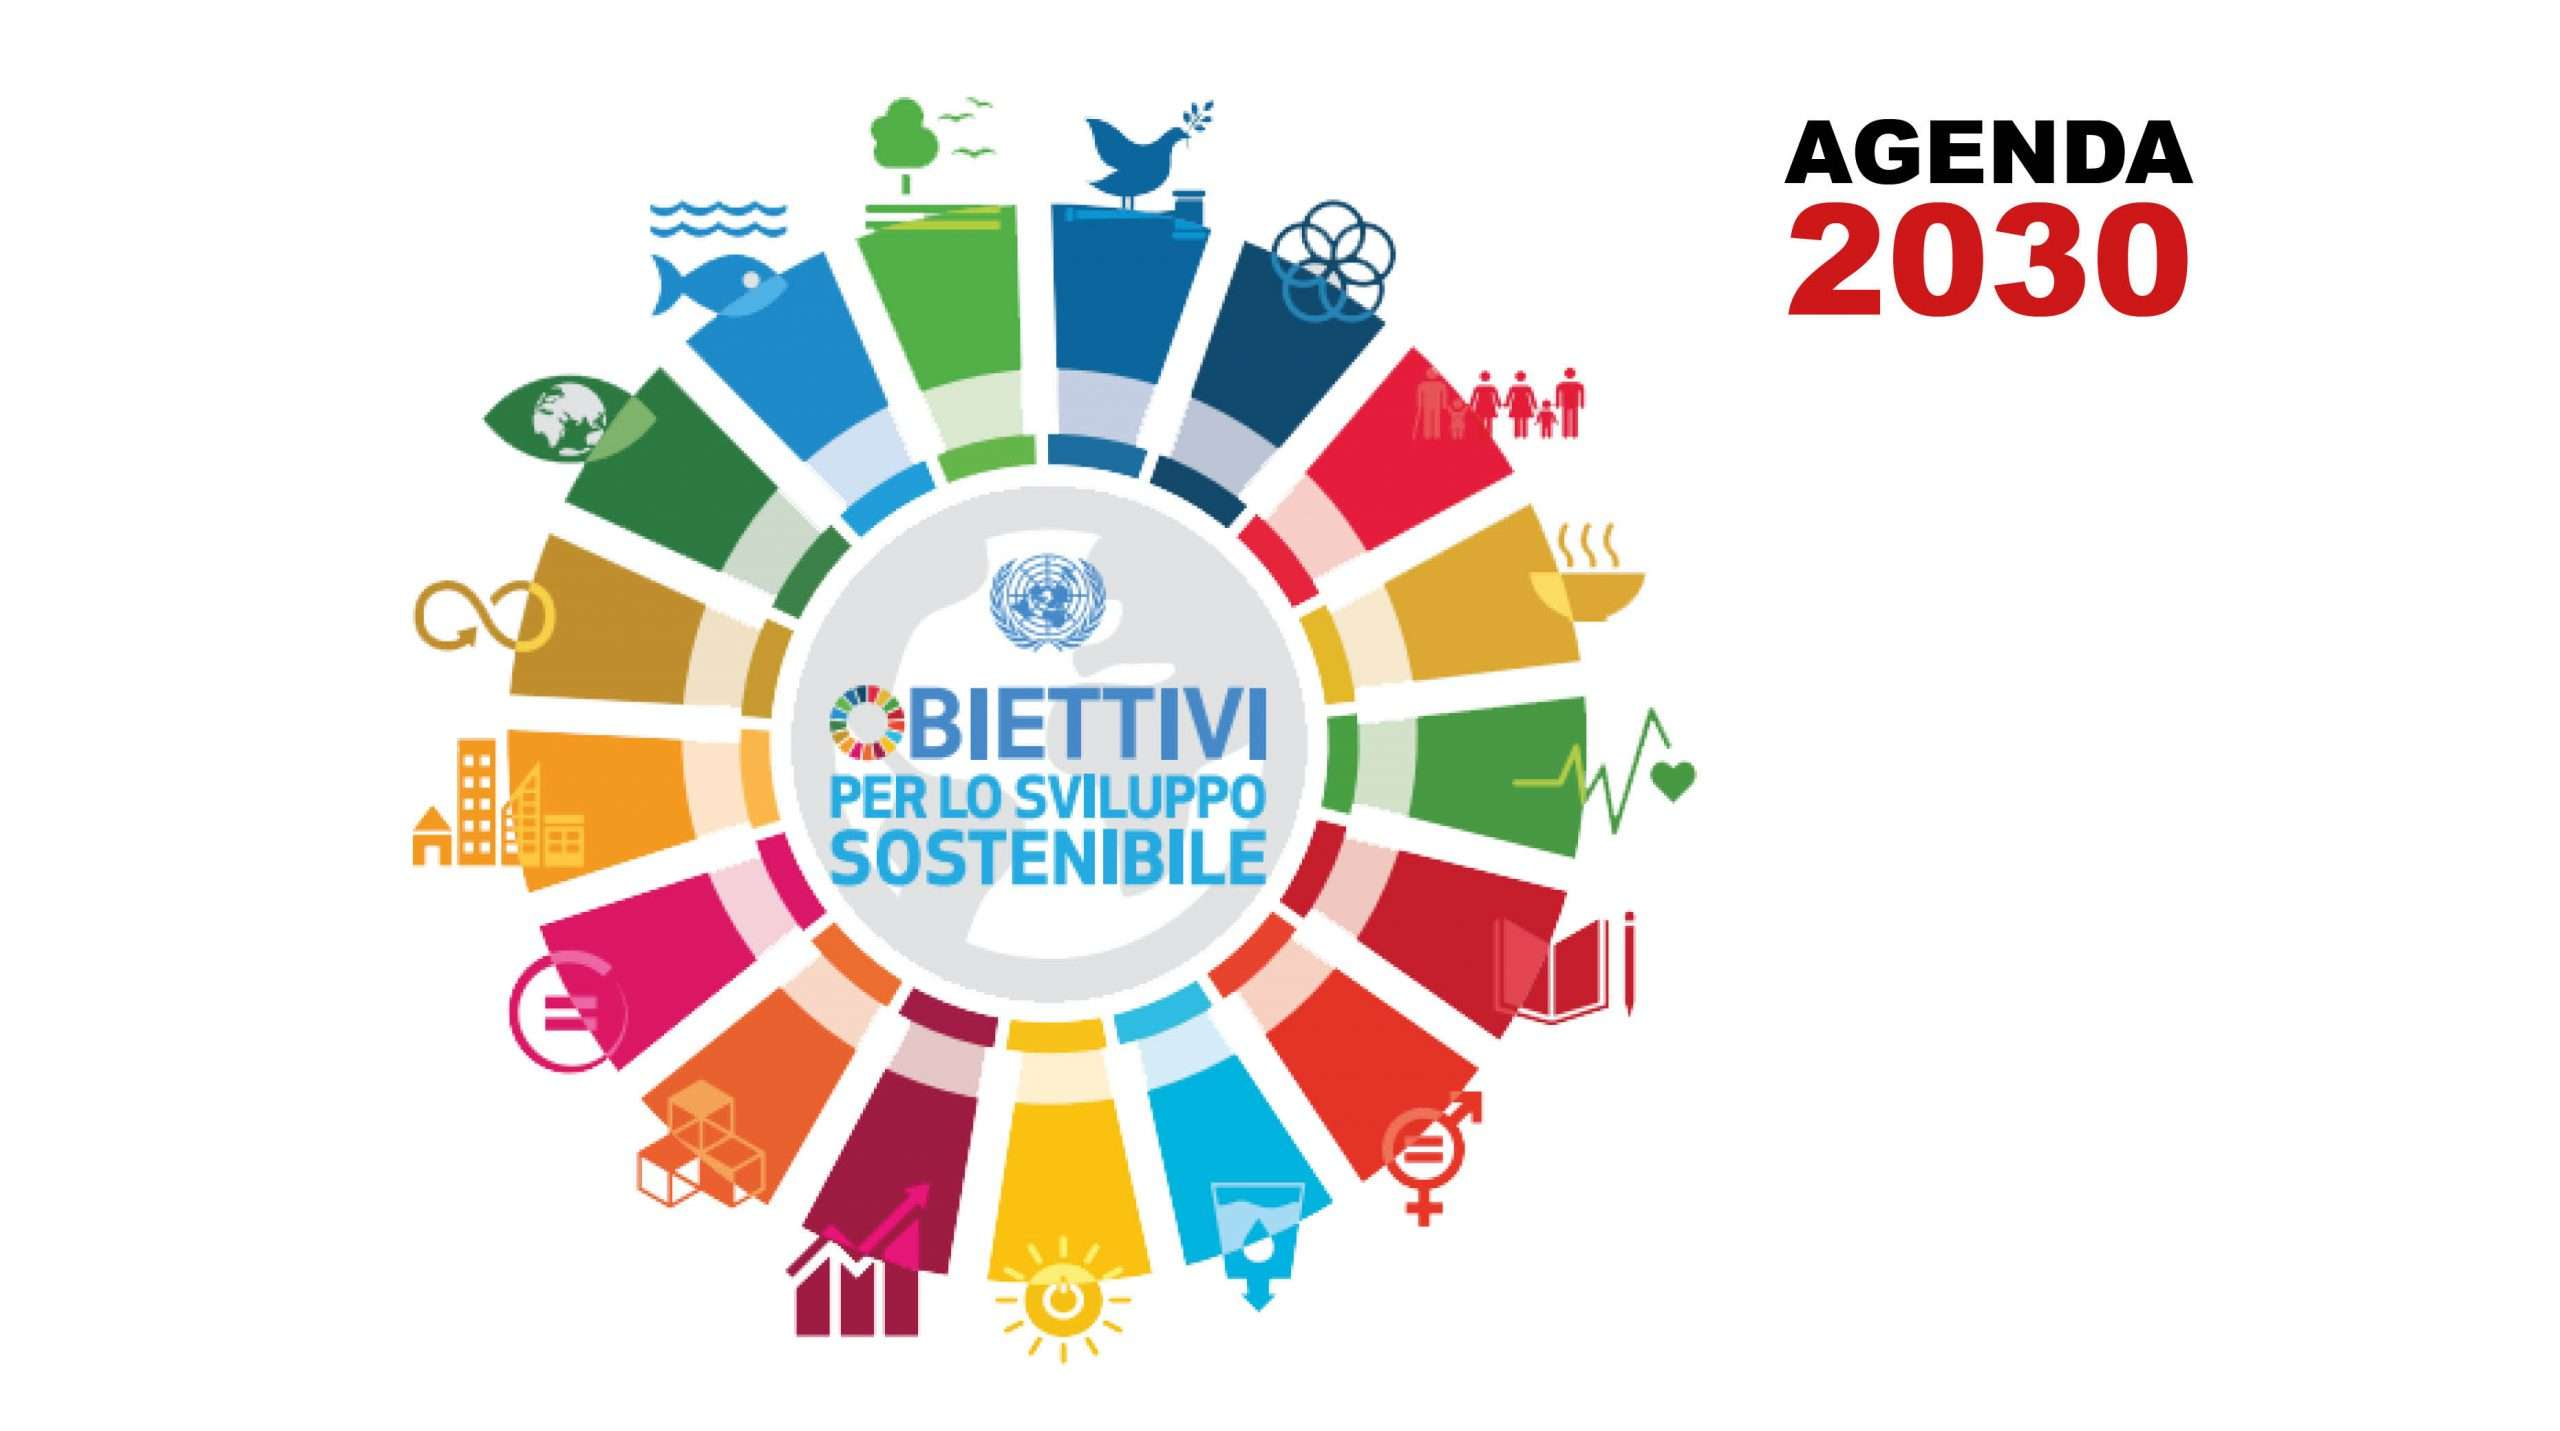 AGENDA
2030
OBIETTIVI
PER LO SVILUPPO
SOSTENIBILE